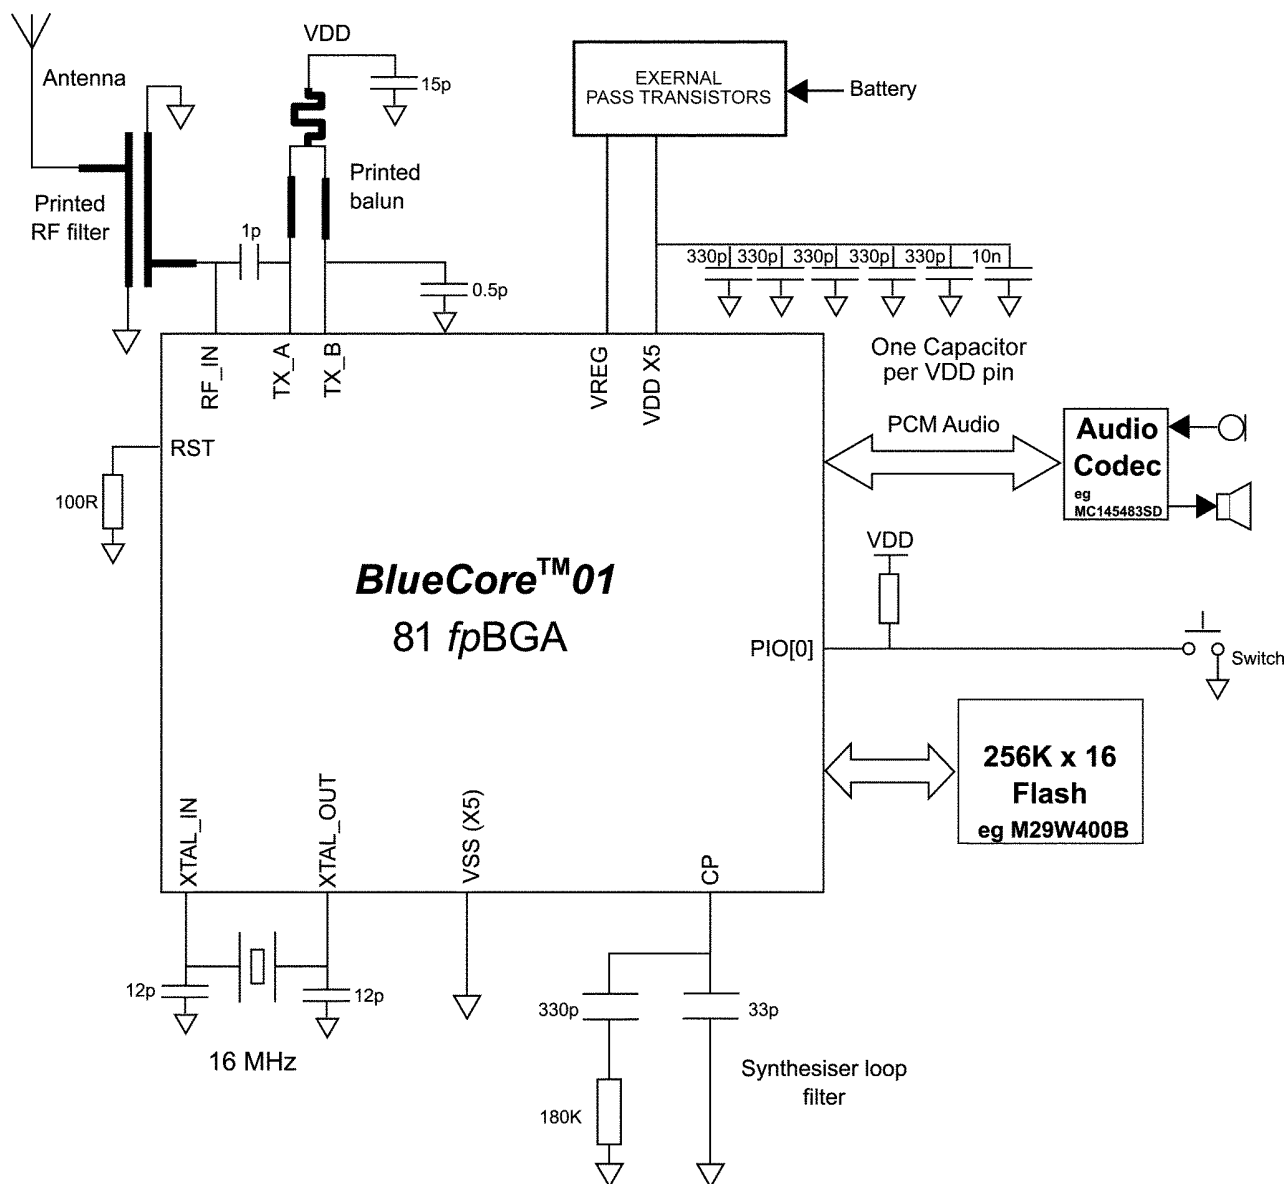 VDD
Antenna
15p
EXERNAL
PASS TRANSISTORS
Battery
Printed
balun
Printed
RF filter
1p
0.5p
330p 330p 330p 330p 330p 10n
One Capacitor
per VDD pin
RF_IN
TX_A
TX_B
VREG
VDD X5
RST
100R
PCM Audio
Audio
Codec
eg
MC145483SD
BlueCore™01
81 fpBGA
VDD
PIO[0]
Switch
256K x 16
Flash
eg M29W400B
XTAL_IN
XTAL_OUT
VSS (X5)
CP
12p
12p
16 MHz
330p
33p
180K
Synthesiser loop
filter